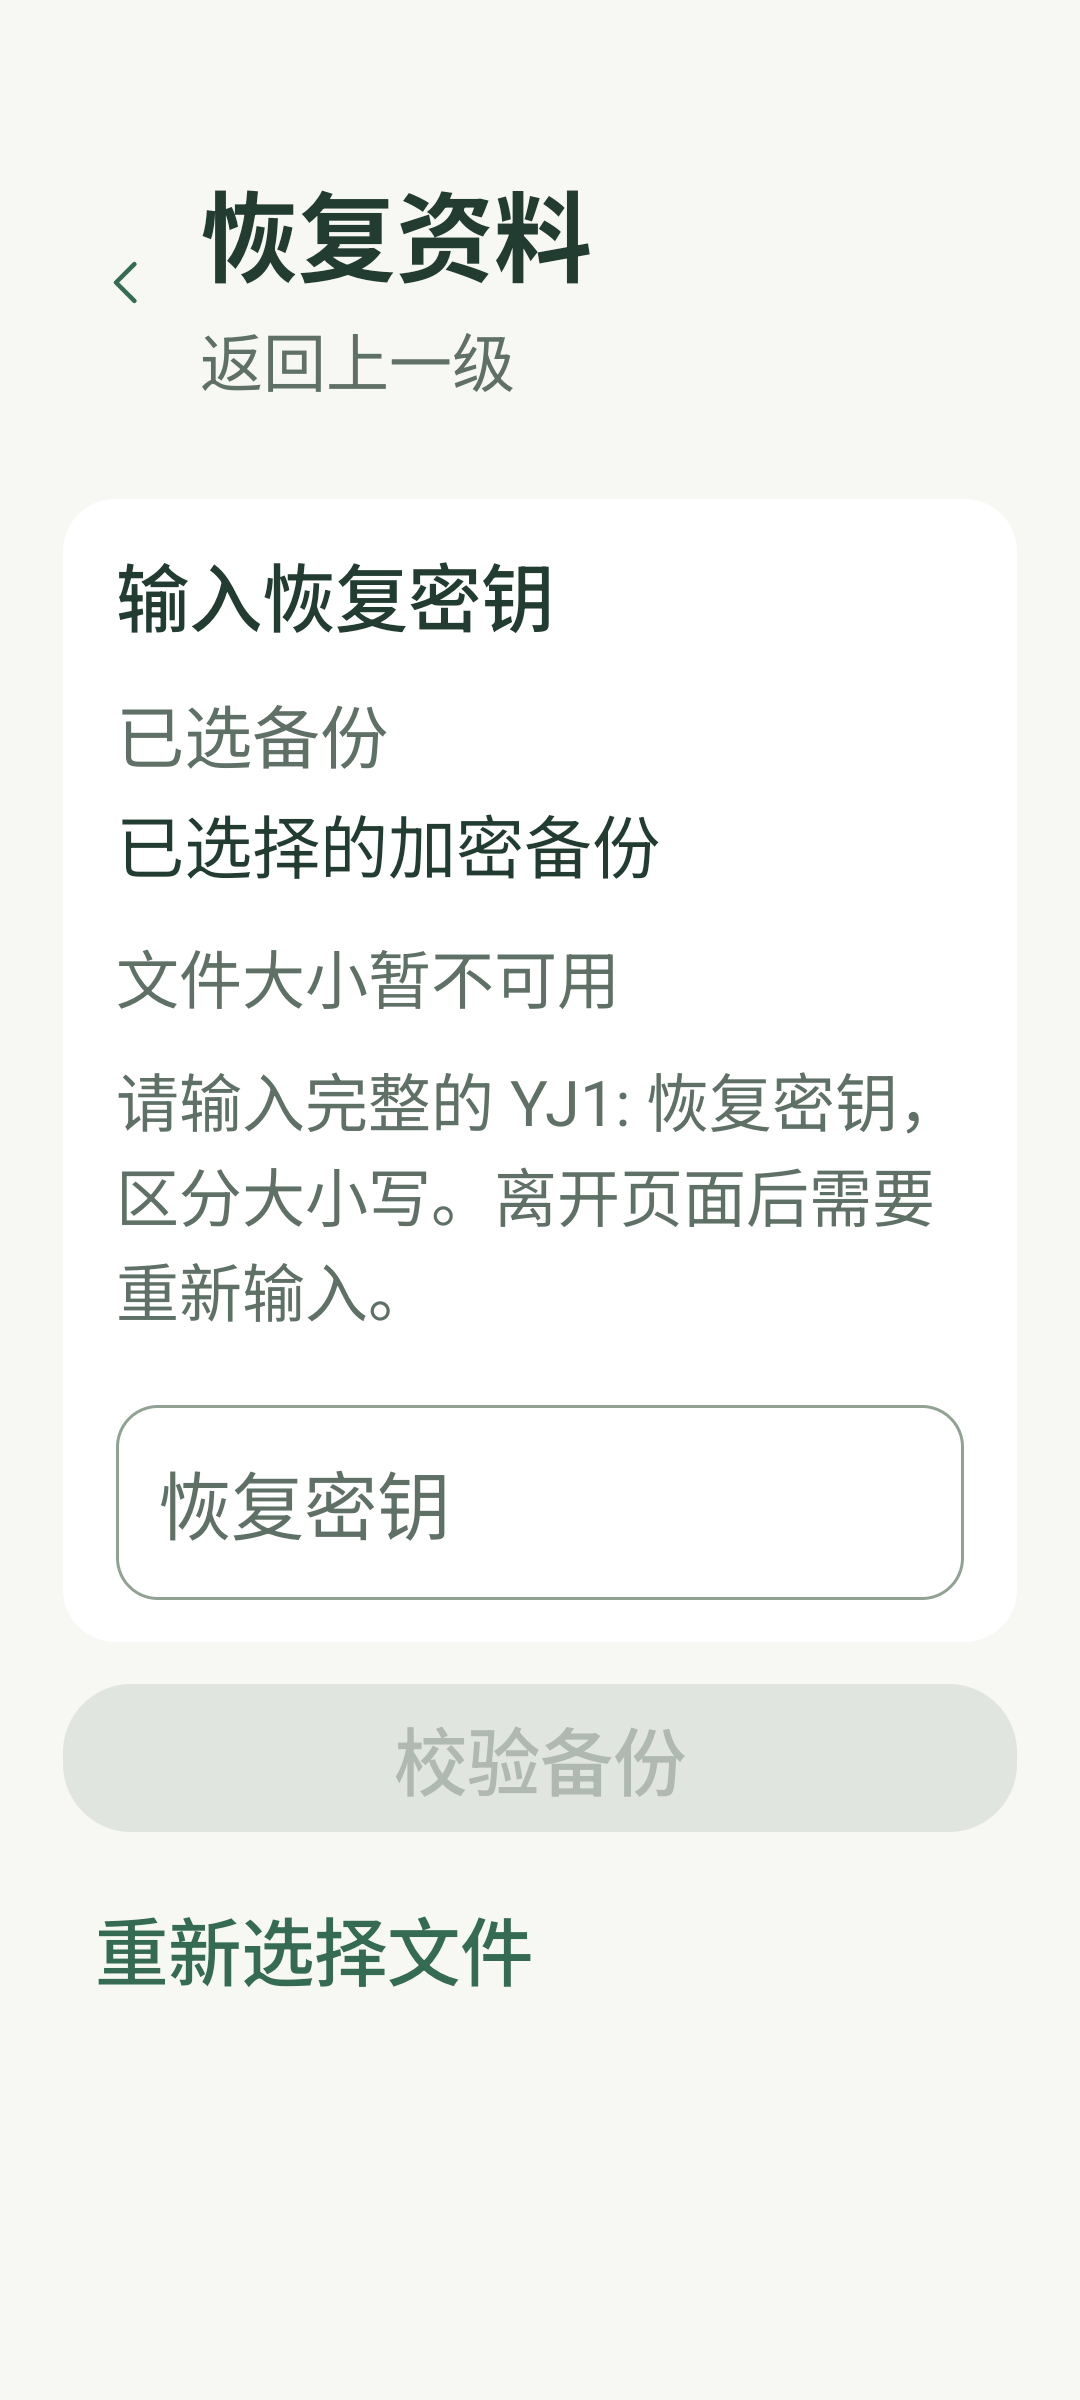 恢复资料
返回上一级
输入恢复密钥
已选备份
已选择的加密备份
文件大小暂不可用
请输入完整的 YJ1: 恢复密钥，
区分大小写。离开页面后需要
重新输入。
恢复密钥
校验备份
重新选择文件